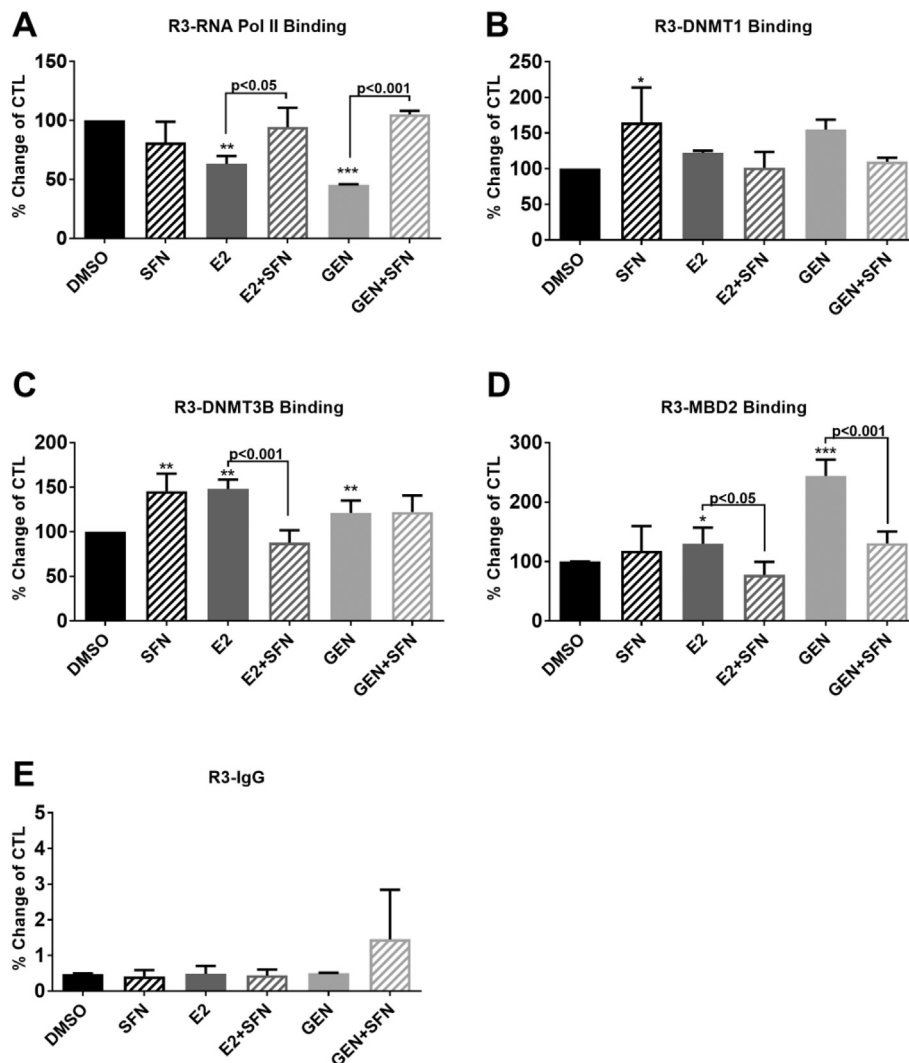 A
R3-RNA Pol II Binding
% Change of CTL
150
100
50
0
p<0.05
p<0.001
**
***
DMSO
SFN
E2
E2+SFN
GEN
GEN+SFN
B
R3-DNMT1 Binding
% Change of CTL
250
200
150
100
50
0
*
DMSO
SFN
E2
E2+SFN
GEN
GEN+SFN
C
R3-DNMT3B Binding
% Change of CTL
200
150
100
50
0
**
**
p<0.001
**
DMSO
SFN
E2
E2+SFN
GEN
GEN+SFN
D
R3-MBD2 Binding
% Change of CTL
300
200
100
0
p<0.001
***
p<0.05
*
DMSO
SFN
E2
E2+SFN
GEN
GEN+SFN
E
R3-IgG
% Change of CTL
5
4
3
2
1
0
DMSO
SFN
E2
E2+SFN
GEN
GEN+SFN